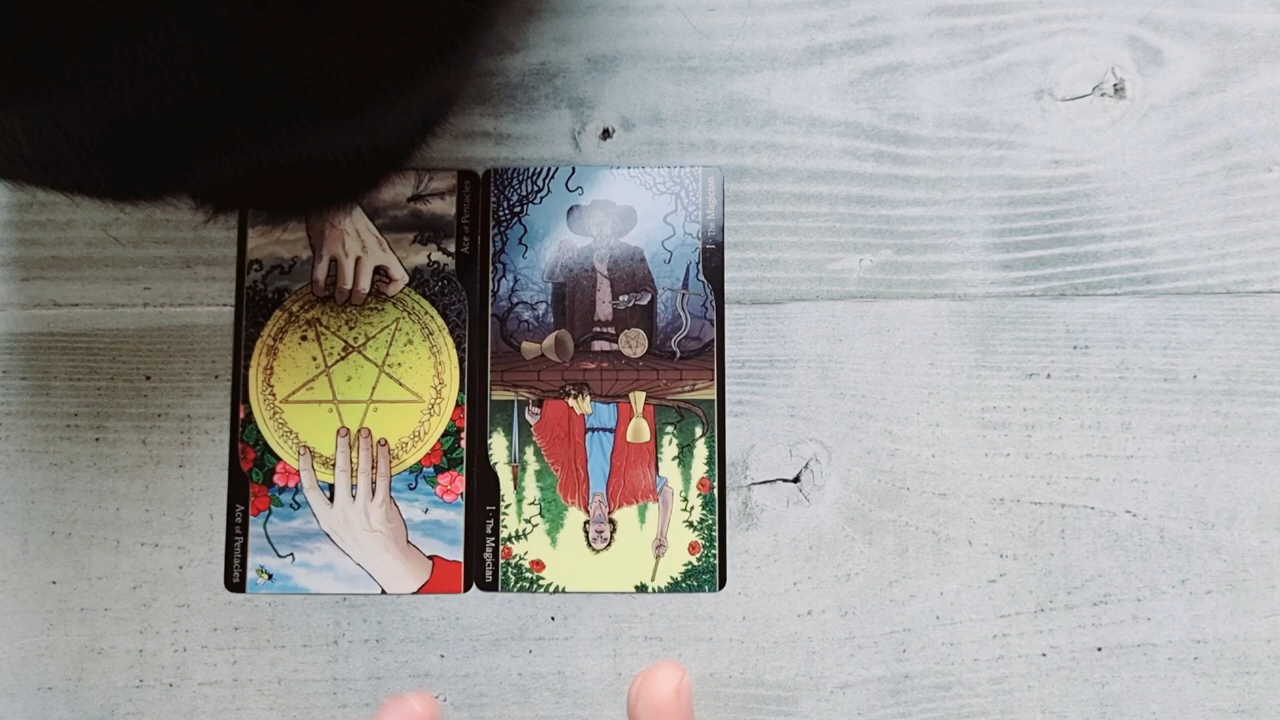 Ace of Pentacles
I · The Magician
Ace of Pentacles
I · The Magician